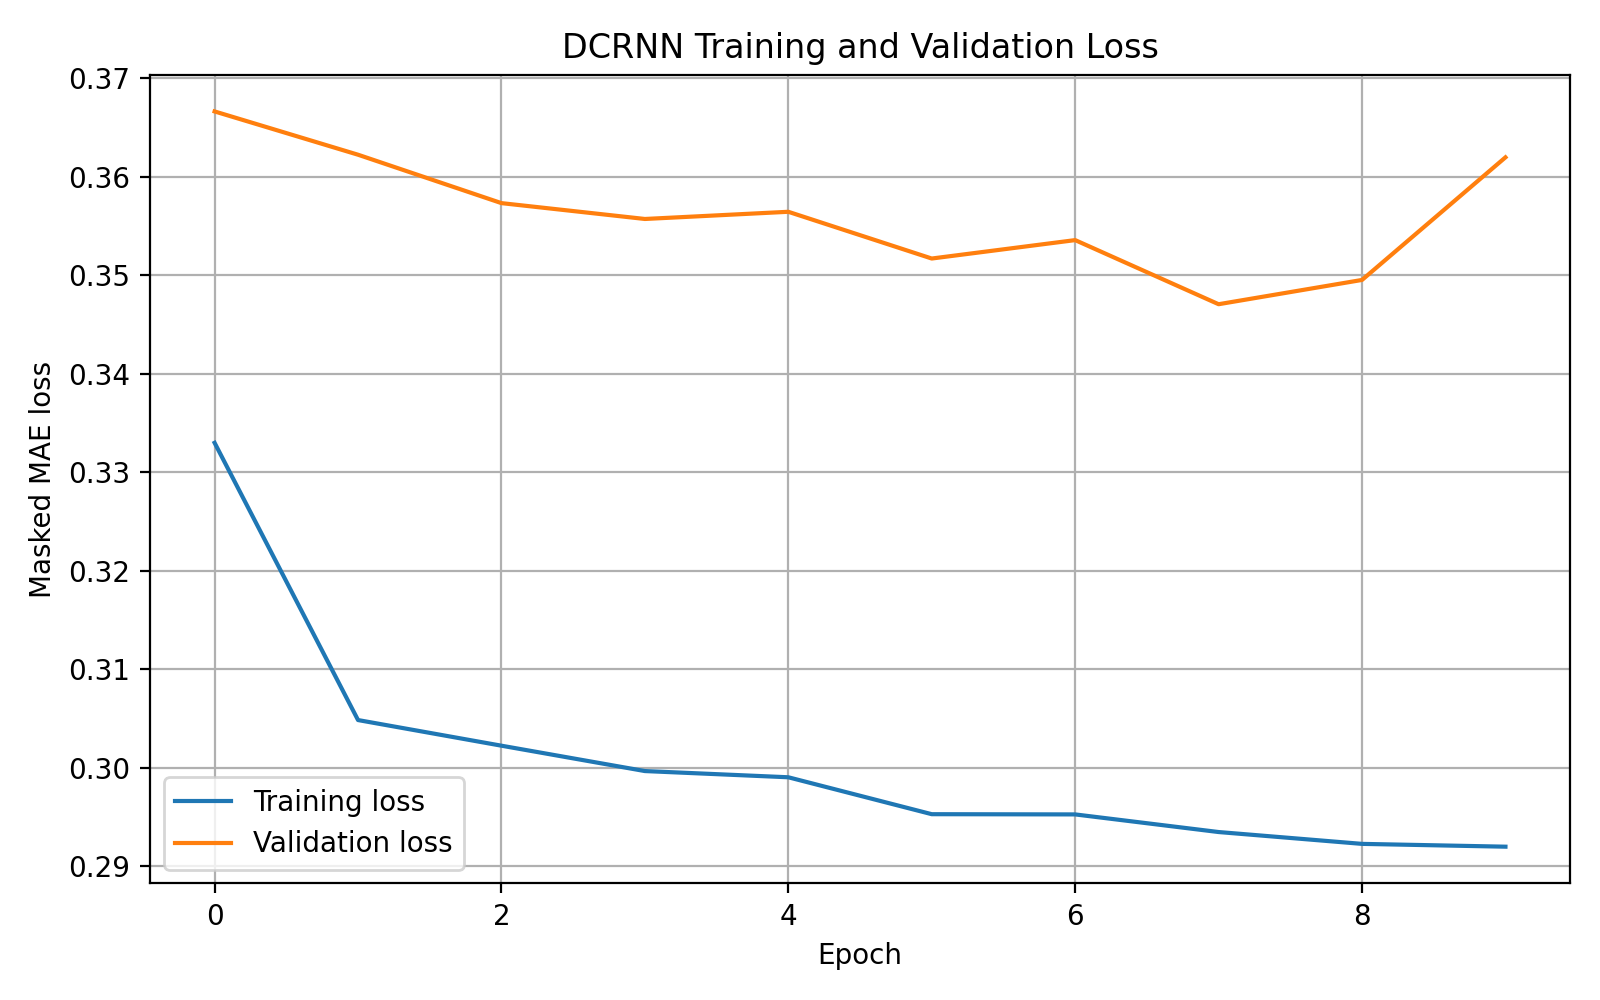 DCRNN Training and Validation Loss
Masked MAE loss
0.37
0.36
0.35
0.34
0.33
0.32
0.31
0.30
0.29
Training loss
Validation loss
0 2 4 6 8
Epoch